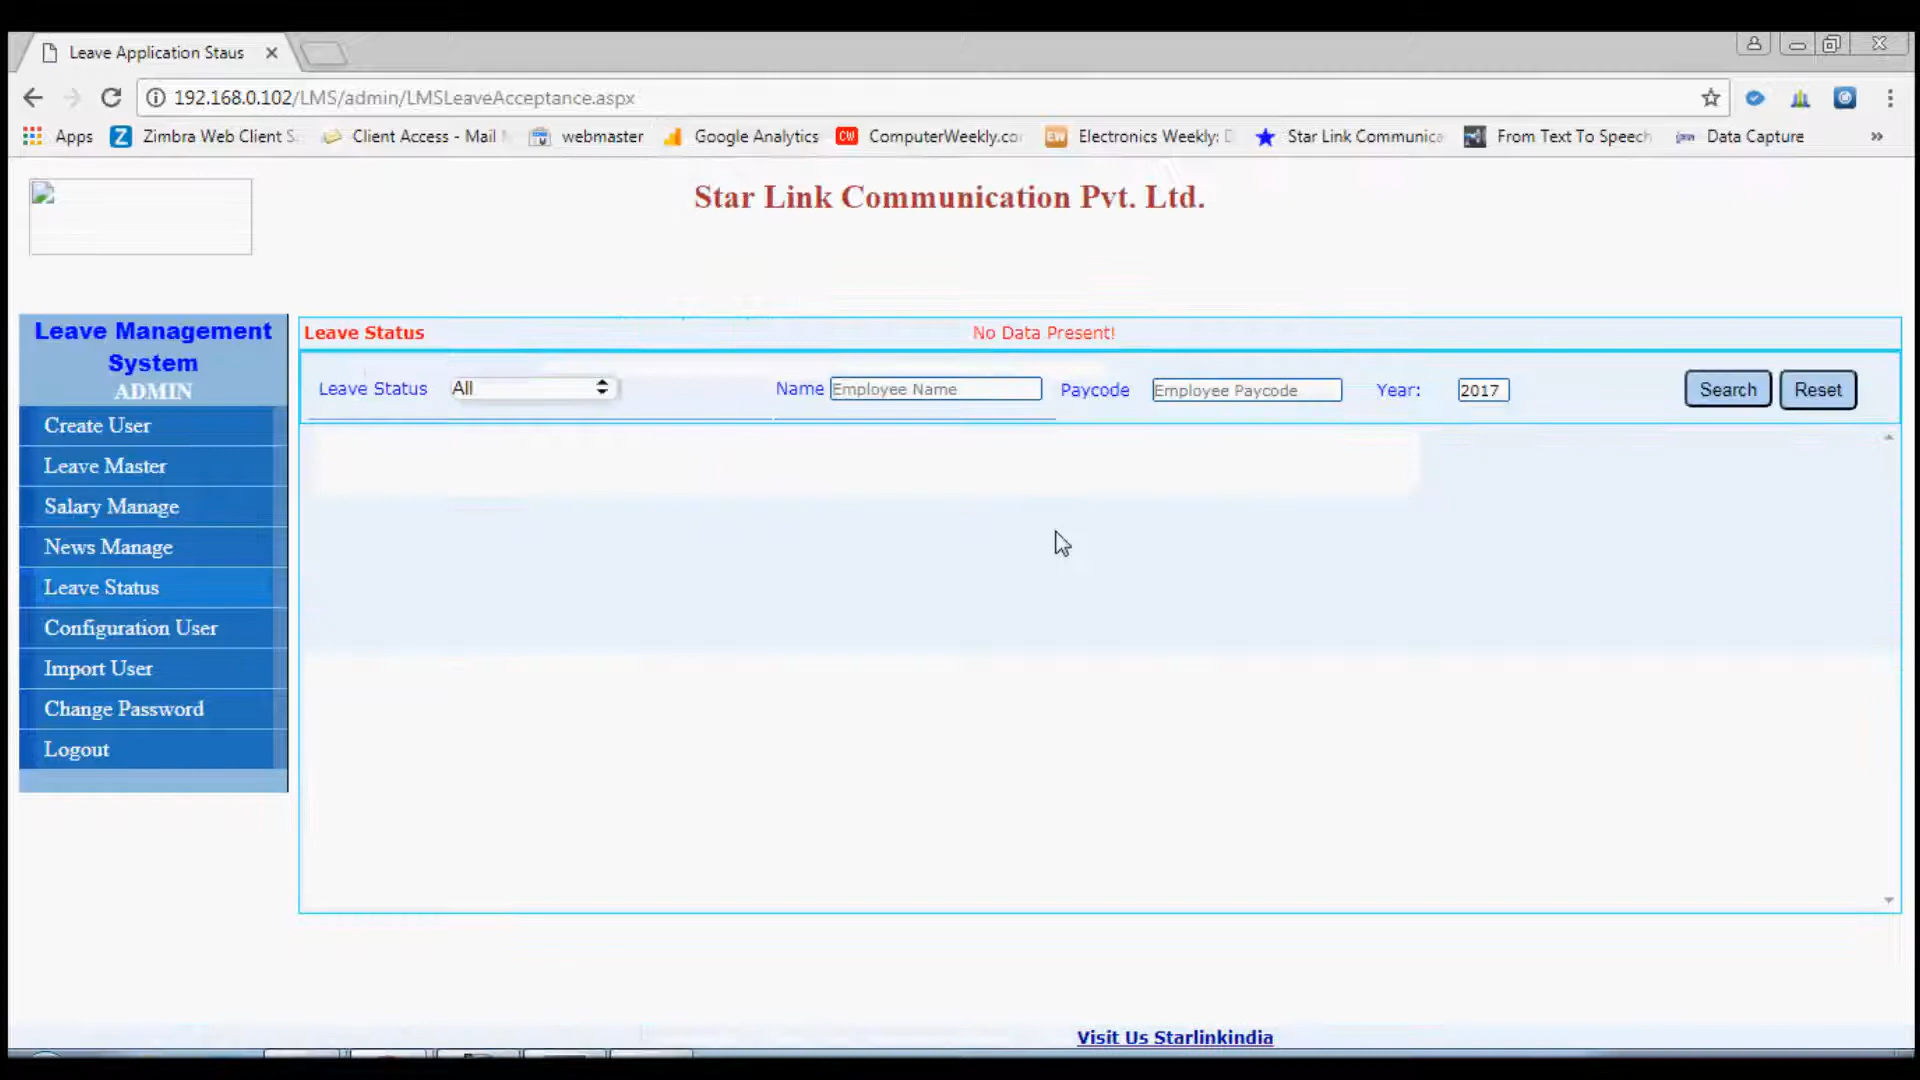 Leave Application Staus
192.168.0.102/LMS/admin/LMSLeaveAcceptance.aspx
Apps Zimbra Web Client S Client Access - Mail webmaster Google Analytics CW ComputerWeekly.co EW Electronics Weekly: Star Link Communica From Text To Speech Data Capture »
Star Link Communication Pvt. Ltd.
Leave Management
System
ADMIN
Create User
Leave Master
Salary Manage
News Manage
Leave Status
Configuration User
Import User
Change Password
Logout
Leave Status No Data Present!
Leave Status All Name Employee Name Paycode Employee Paycode Year: 2017 Search Reset
Visit Us Starlinkindia